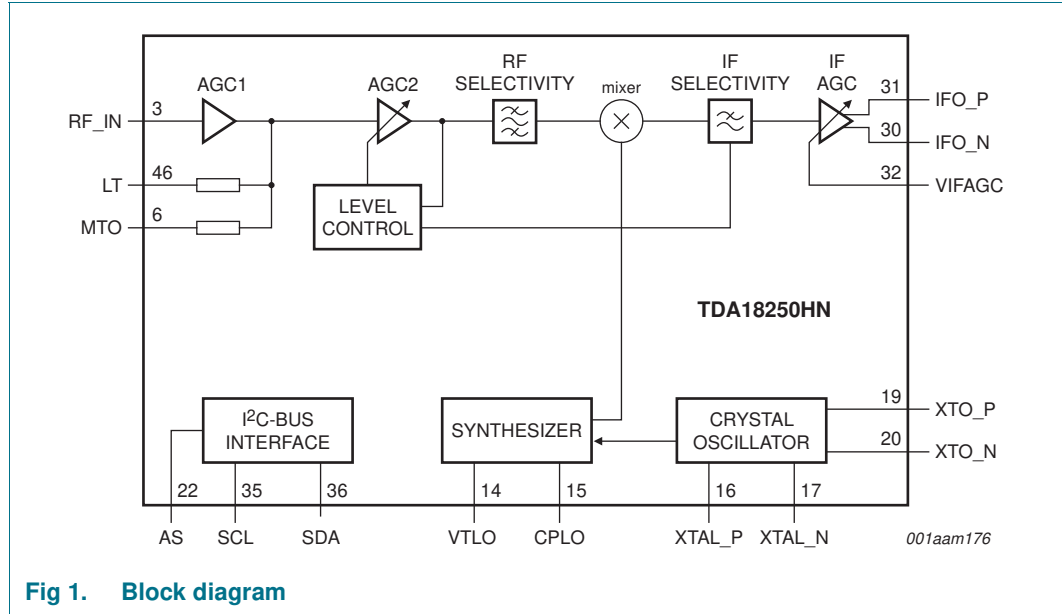 AGC1
AGC2
RF
SELECTIVITY
mixer
IF
SELECTIVITY
IF
AGC
31
IFO_P
30
IFO_N
32
VIFAGC
3
RF_IN
46
LT
6
MTO
LEVEL
CONTROL
TDA18250HN
I²C-BUS
INTERFACE
SYNTHESIZER
CRYSTAL
OSCILLATOR
19
XTO_P
20
XTO_N
22
35
36
14
15
16
17
AS
SCL
SDA
VTLO
CPLO
XTAL_P
XTAL_N
001aam176
Fig 1. Block diagram